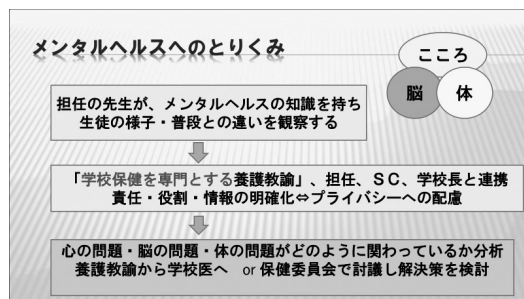 メンタルヘルスへのとりくみ
こころ
脳
体
担任の先生が、メンタルヘルスの知識を持ち
生徒の様子・普段との違いを観察する
「学校保健を専門とする養護教諭」、担任、ＳＣ、学校長と連携
責任・役割・情報の明確化⇔プライバシーへの配慮
心の問題・脳の問題・体の問題がどのように関わっているか分析
養護教諭から学校医へ or 保健委員会で討議し解決策を検討